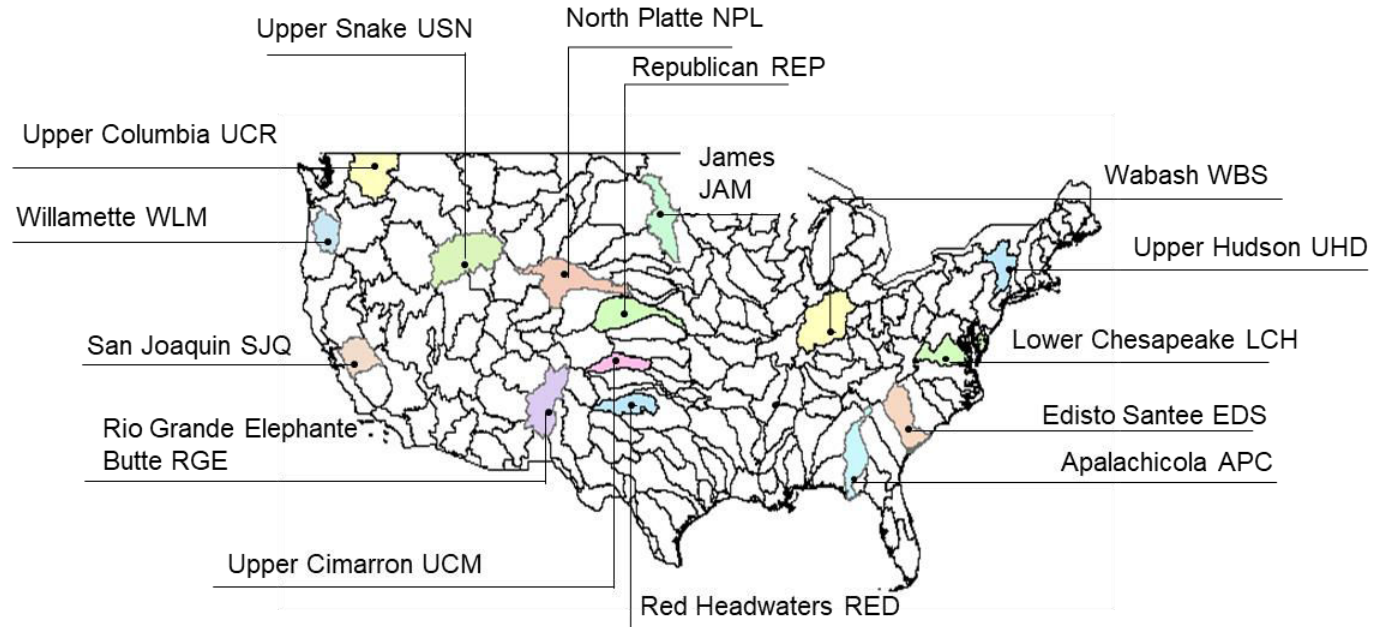 North Platte NPL
Upper Snake USN
Republican REP
Upper Columbia UCR
James
JAM
Wabash WBS
Willamette WLM
Upper Hudson UHD
San Joaquin SJQ
Lower Chesapeake LCH
Rio Grande Elephante
Butte RGE
Edisto Santee EDS
Apalachicola APC
Upper Cimarron UCM
Red Headwaters RED